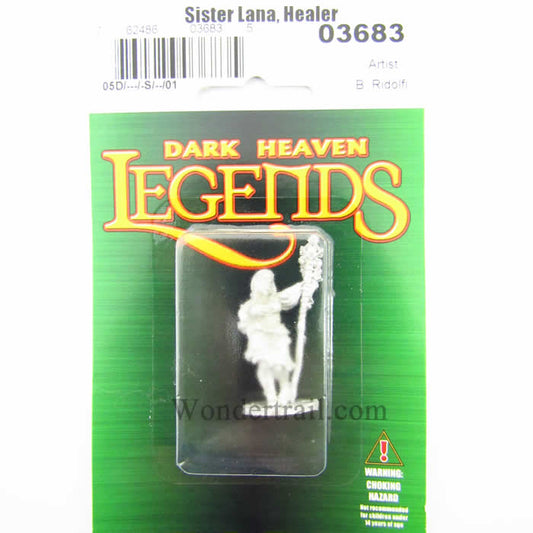 Sister Lana, Healer
62486 03683 5
03683
Artist
B. Ridolfi
05D/---/-S/--/01
DARK HEAVEN
LEGENDS
Wondertrail.com
WARNING:
CHOKING
HAZARD
Not recommended
for children under
14 years of age